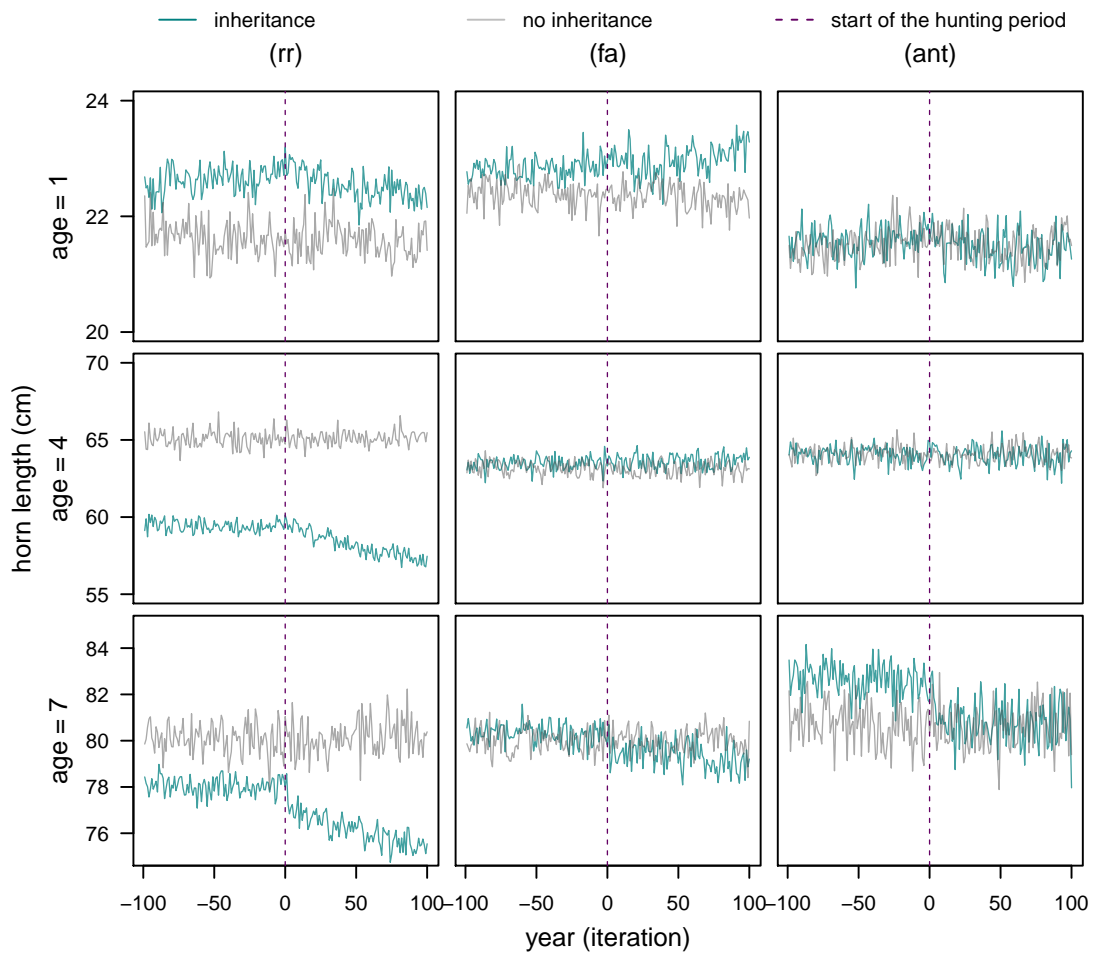 inheritance no inheritance start of the hunting period
(rr) (fa) (ant)
24
22
20
age = 1
70
65
60
55
age = 4
horn length (cm)
84
82
80
78
76
age = 7
−100 −50 0 50 100 −100 −50 0 50 100 −100 −50 0 50 100
year (iteration)